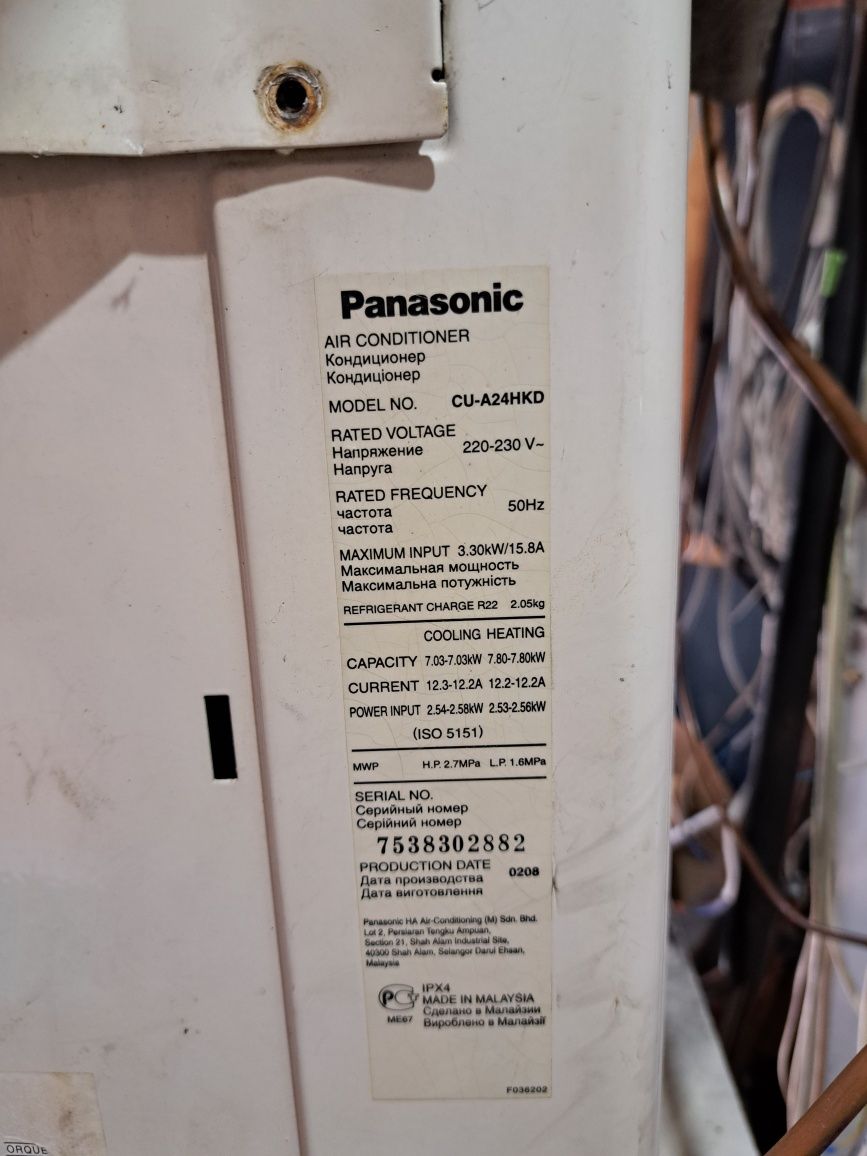 Panasonic
AIR CONDITIONER
Кондиционер
Кондиціонер
MODEL NO. CU-A24HKD
RATED VOLTAGE
Напряжение 220-230 V~
Напруга
RATED FREQUENCY
частота 50Hz
частота
MAXIMUM INPUT 3.30kW/15.8A
Максимальная мощность
Максимальна потужність
REFRIGERANT CHARGE R22 2.05kg
COOLING HEATING
CAPACITY 7.03-7.03kW 7.80-7.80kW
CURRENT 12.3-12.2A 12.2-12.2A
POWER INPUT 2.54-2.58kW 2.53-2.56kW
(ISO 5151)
MWP H.P. 2.7MPa L.P. 1.6MPa
SERIAL NO.
Серийный номер
Серійний номер
7538302882
PRODUCTION DATE 0208
Дата производства
Дата виготовлення
Panasonic HA Air-Conditioning (M) Sdn. Bhd.
Lot 2, Persiaran Tengku Ampuan,
Section 21, Shah Alam Industrial Site,
40300 Shah Alam, Selangor Darul Ehsan,
Malaysia
IPX4
MADE IN MALAYSIA
ME67 Сделано в Малайзии
Вироблено в Малайзії
F036202
ORQUE